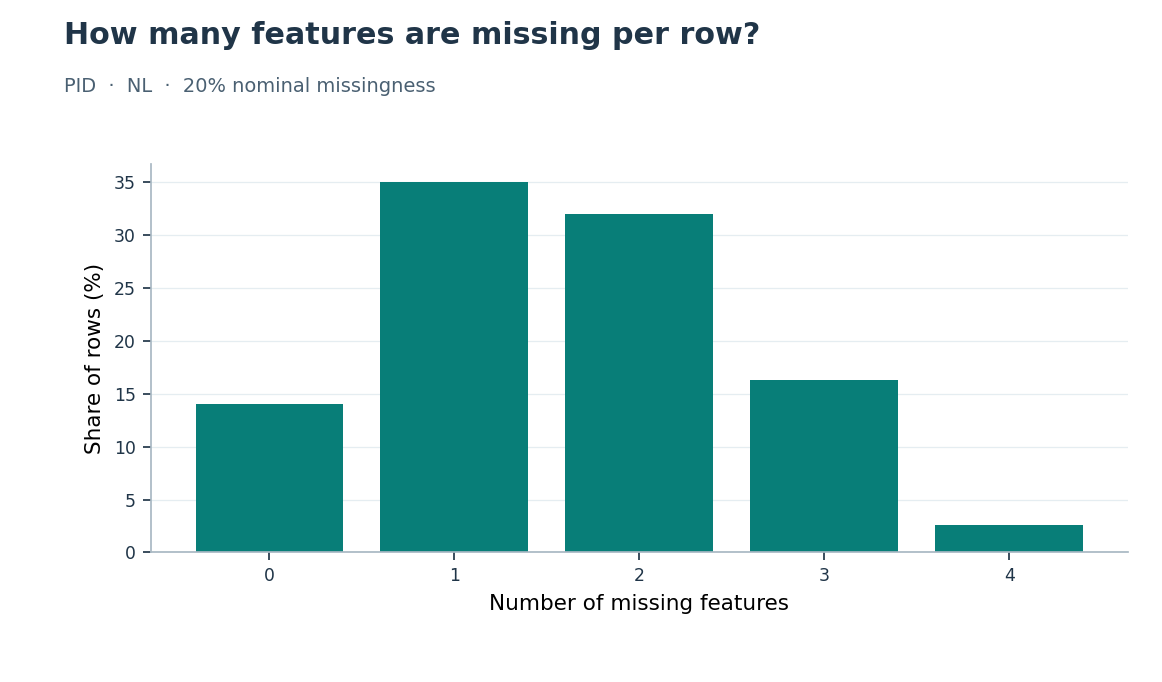 How many features are missing per row?
PID · NL · 20% nominal missingness
35
30
25
20
15
10
5
0
Share of rows (%)
0 1 2 3 4
Number of missing features